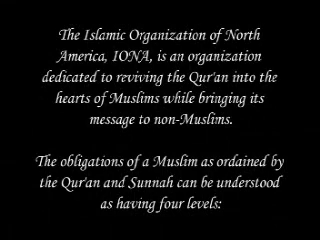 The Islamic Organization of North
America, IONA, is an organization
dedicated to reviving the Qur'an into the
hearts of Muslims while bringing its
message to non-Muslims.
The obligations of a Muslim as ordained by
the Qur'an and Sunnah can be understood
as having four levels: